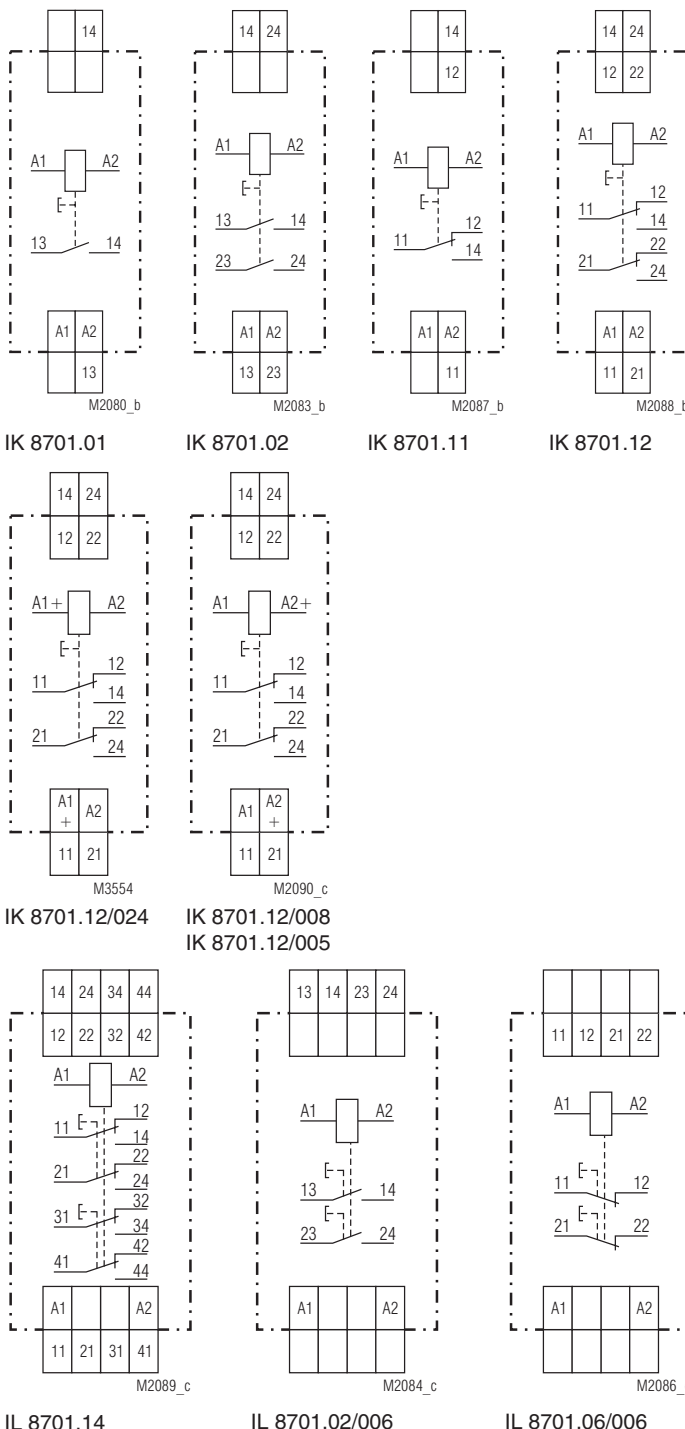 14
A1 A2
13 14
A1 A2
13
M2080_b
IK 8701.01
14 24
A1 A2
13 14
23 24
A1 A2
13 23
M2083_b
IK 8701.02
14
12
A1 A2
12
11
14
A1 A2
11
M2087_b
IK 8701.11
14 24
12 22
A1 A2
12
11
14
22
21
24
A1 A2
11 21
M2088_b
IK 8701.12
14 24
12 22
A1+ A2
12
11
14
22
21
24
A1 A2
+
11 21
M3554
IK 8701.12/024
14 24
12 22
A1 A2+
12
11
14
22
21
24
A1 A2
+
11 21
M2090_c
IK 8701.12/008
IK 8701.12/005
14 24 34 44
12 22 32 42
A1 A2
12
11
14
22
21
24
32
31
34
42
41
44
A1 A2
11 21 31 41
M2089_c
IL 8701.14
13 14 23 24
A1 A2
13 14
23 24
A1 A2
M2084_c
IL 8701.02/006
11 12 21 22
A1 A2
11 12
21 22
A1 A2
M2086_
IL 8701.06/006